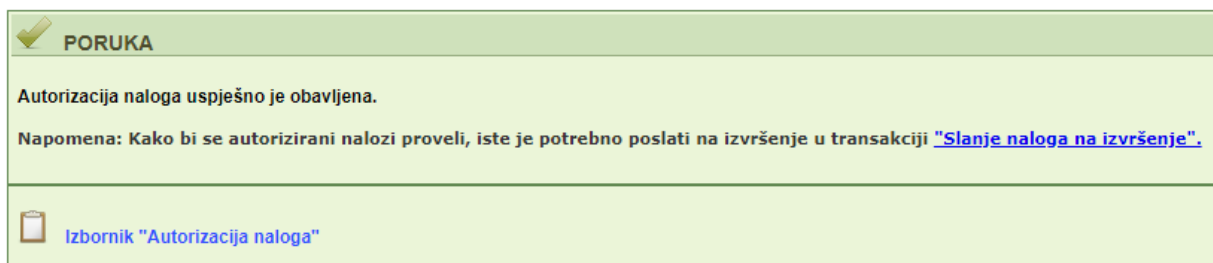 PORUKA
Autorizacija naloga uspješno je obavljena.
Napomena: Kako bi se autorizirani nalozi proveli, iste je potrebno poslati na izvršenje u transakciji "Slanje naloga na izvršenje".
Izbornik "Autorizacija naloga"